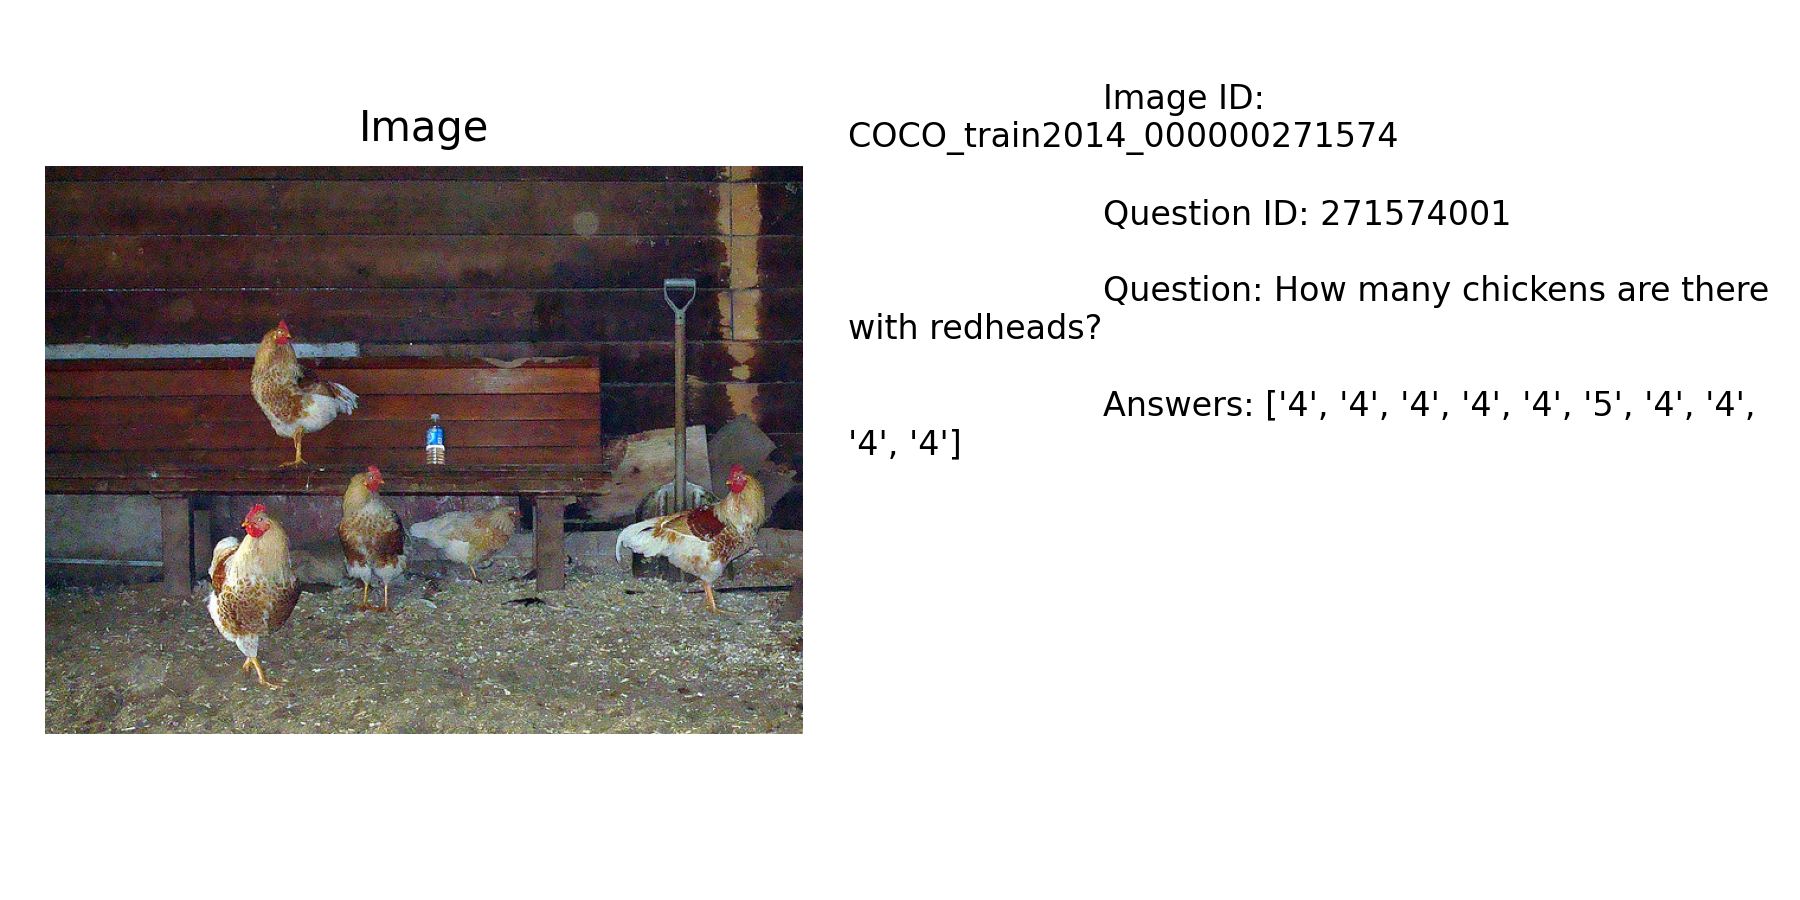 Image
Image ID:
COCO_train2014_000000271574
Question ID: 271574001
Question: How many chickens are there
with redheads?
Answers: ['4', '4', '4', '4', '4', '5', '4', '4',
'4', '4']